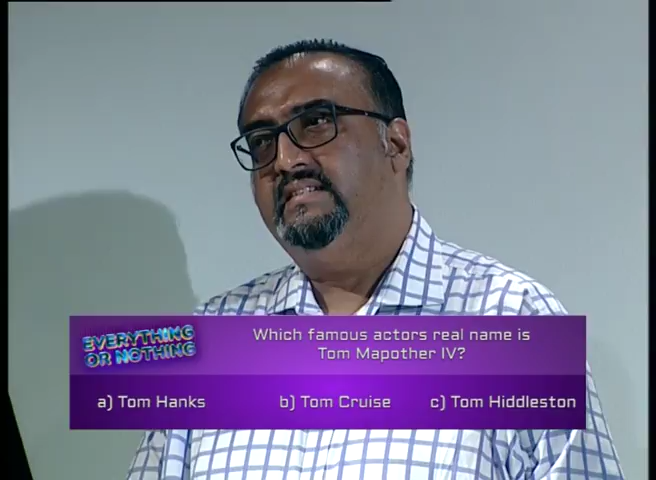 EVERYTHING
OR NOTHING
Which famous actors real name is
Tom Mapother IV?
a) Tom Hanks
b) Tom Cruise
c) Tom Hiddleston